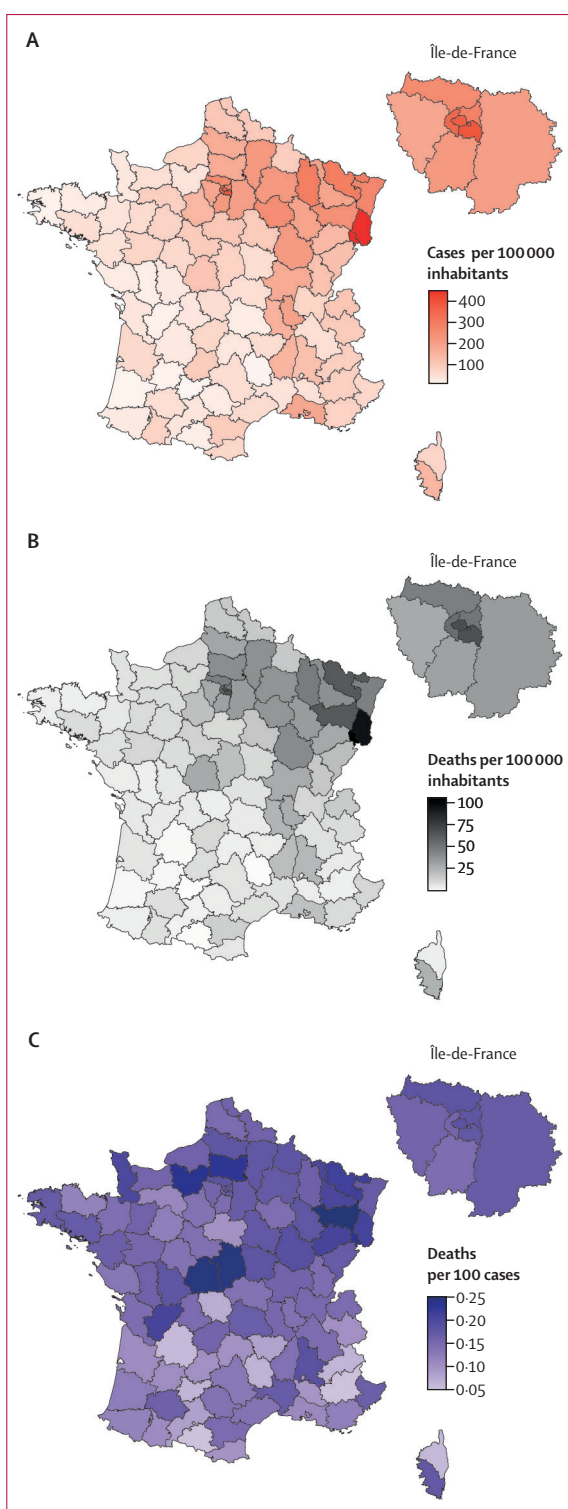 A
Île-de-France
Cases per 100 000
inhabitants
400
300
200
100
B
Île-de-France
Deaths per 100 000
inhabitants
100
75
50
25
C
Île-de-France
Deaths
per 100 cases
0·25
0·20
0·15
0·10
0·05